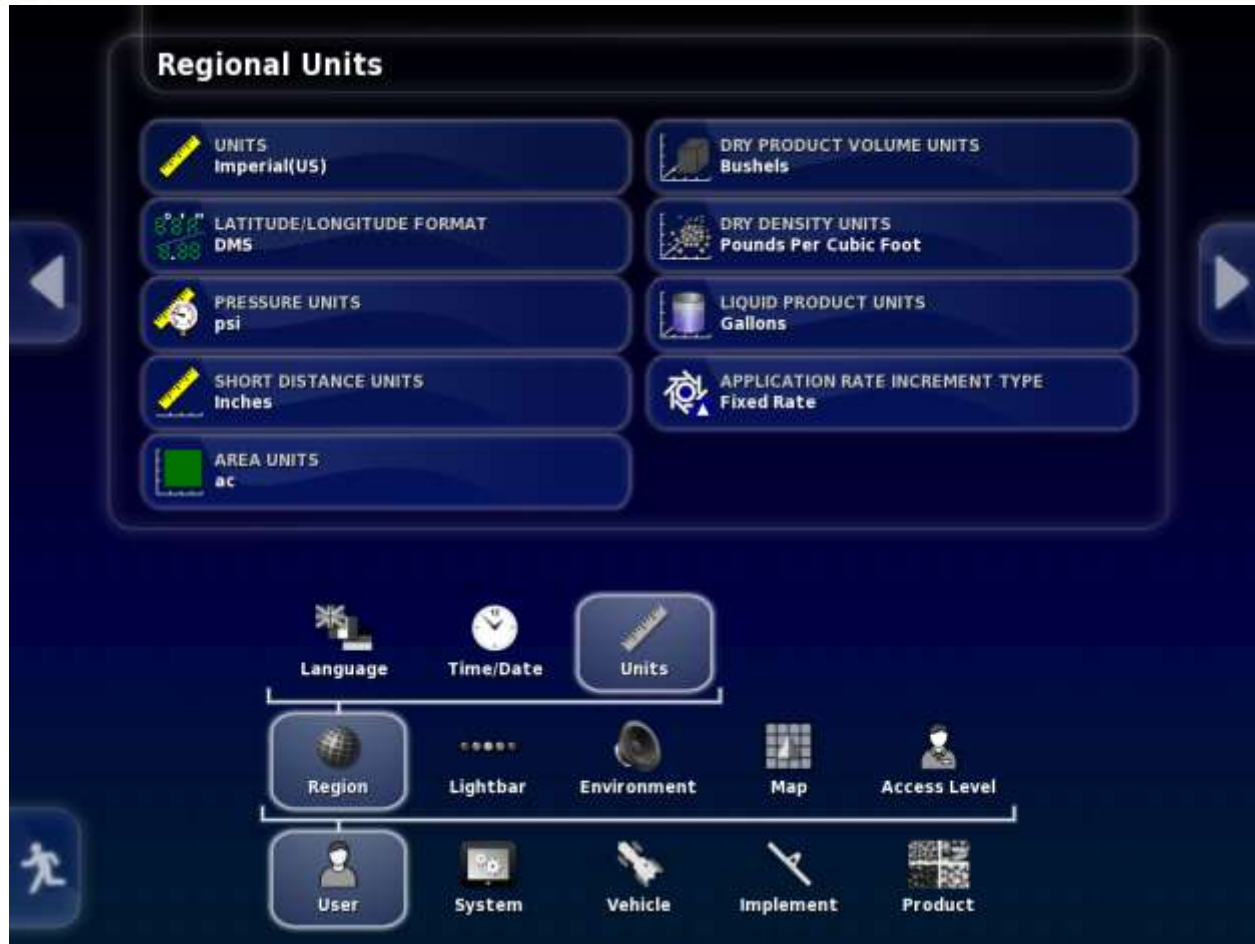 Regional Units
UNITS
Imperial(US)
LATITUDE/LONGITUDE FORMAT
DMS
PRESSURE UNITS
psi
SHORT DISTANCE UNITS
Inches
AREA UNITS
ac
DRY PRODUCT VOLUME UNITS
Bushels
DRY DENSITY UNITS
Pounds Per Cubic Foot
LIQUID PRODUCT UNITS
Gallons
APPLICATION RATE INCREMENT TYPE
Fixed Rate
Language
Time/Date
Units
Region
Lightbar
Environment
Map
Access Level
User
System
Vehicle
Implement
Product